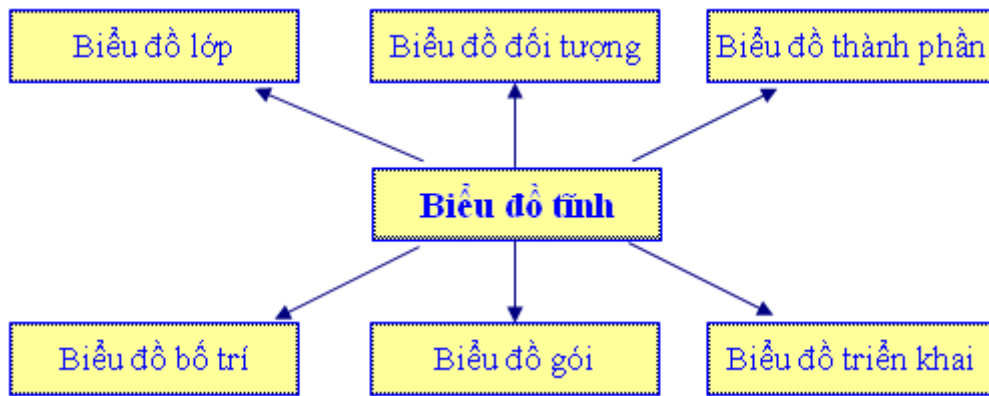 Biểu đồ lớp
Biểu đồ đối tượng
Biểu đồ thành phần
Biểu đồ tĩnh
Biểu đồ bố trí
Biểu đồ gói
Biểu đồ triển khai